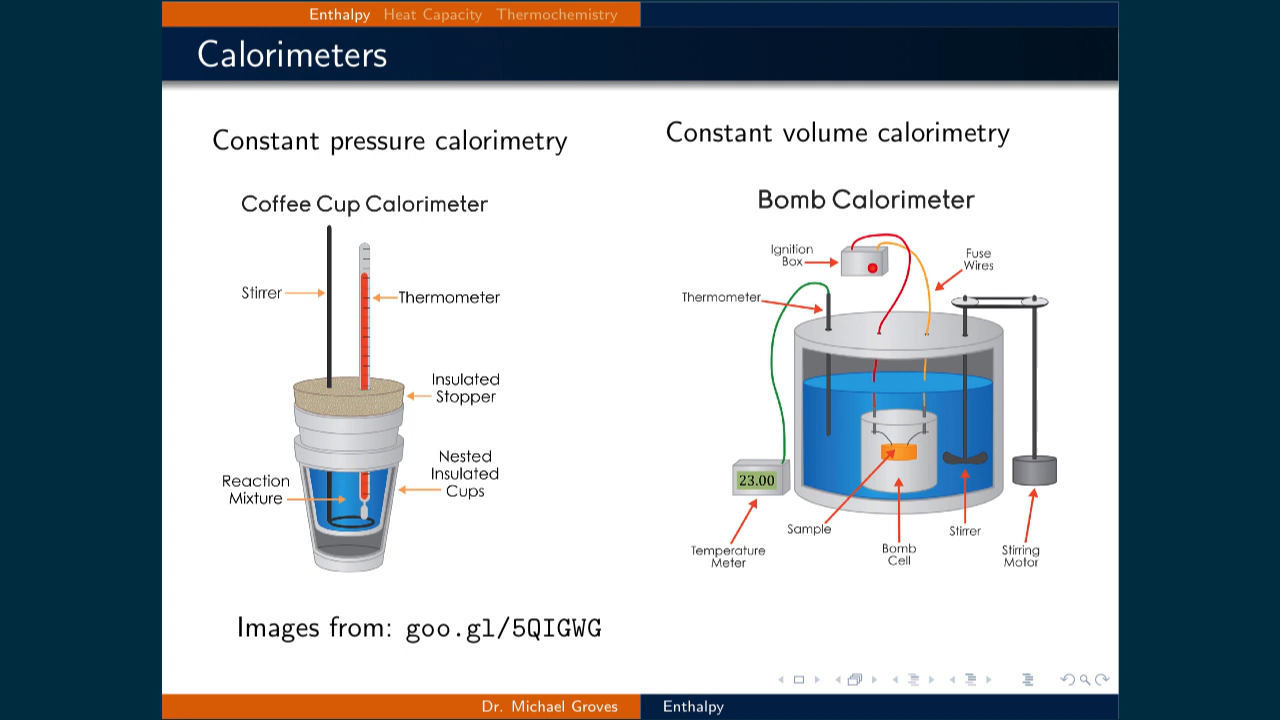 Enthalpy Heat Capacity Thermochemistry
Calorimeters
Constant pressure calorimetry
Coffee Cup Calorimeter
Stirrer
Thermometer
Insulated
Stopper
Nested
Insulated
Cups
Reaction
Mixture
Images from: goo.gl/5QIGWG
Constant volume calorimetry
Bomb Calorimeter
Ignition
Box
Fuse
Wires
Thermometer
23.00
Sample
Stirrer
Temperature
Meter
Bomb
Cell
Stirring
Motor
Dr. Michael Groves
Enthalpy